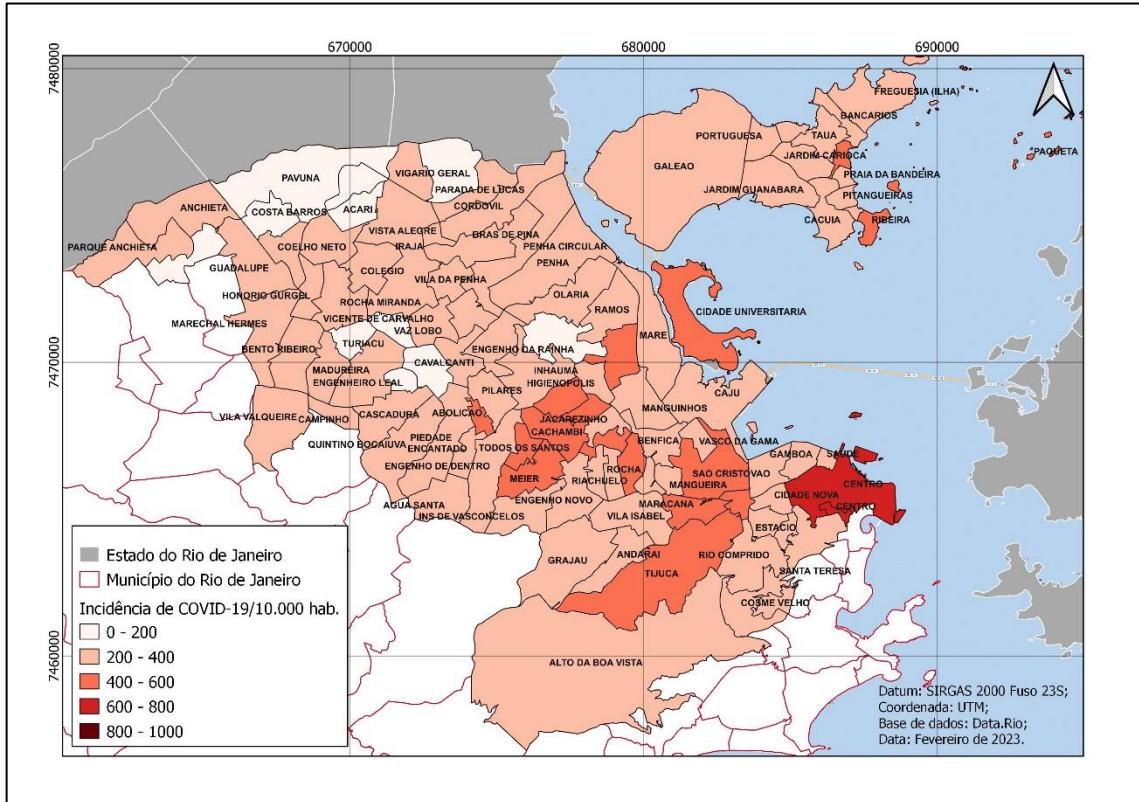 670000
680000
690000
7480000
7470000
7460000
FREGUESIA (ILHA)
BANCARIOS
PORTUGUESA
TAUA
JARDIM CARIOCA
PAQUETA
GALEAO
PRAIA DA BANDEIRA
JARDIM GUANABARA
PITANGUEIRAS
CACUIA
RIBEIRA
PAVUNA
VIGARIO GERAL
PARADA DE LUCAS
ANCHIETA
COSTA BARROS
ACARI
CORDOVIL
VISTA ALEGRE
BRAS DE PINA
PARQUE ANCHIETA
COELHO NETO
IRAJA
PENHA CIRCULAR
GUADALUPE
COLEGIO
VILA DA PENHA
PENHA
HONORIO GURGEL
ROCHA MIRANDA
OLARIA
CIDADE UNIVERSITARIA
MARECHAL HERMES
VICENTE DE CARVALHO
RAMOS
VAZ LOBO
MARE
BENTO RIBEIRO
TURIACU
ENGENHO DA RAINHA
MADUREIRA
CAVALCANTI
INHAUMA
ENGENHEIRO LEAL
PILARES
HIGIENOPOLIS
CAJU
VILA VALQUEIRE
CAMPINHO
CASCADURA
ABOLICAO
JACAREZINHO
MANGUINHOS
CACHAMBI
QUINTINO BOCAIUVA
PIEDADE
ENCANTADO
TODOS OS SANTOS
BENFICA
VASCO DA GAMA
GAMBOA
SAUDE
ENGENHO DE DENTRO
MEIER
ROCHA
RIACHUELO
SAO CRISTOVAO
MANGUEIRA
CENTRO
CIDADE NOVA
CENTRO
AGUA SANTA
ENGENHO NOVO
MARACANA
LINS DE VASCONCELOS
VILA ISABEL
ESTACIO
GRAJAU
ANDARAI
RIO COMPRIDO
TIJUCA
SANTA TERESA
COSME VELHO
ALTO DA BOA VISTA
Estado do Rio de Janeiro
Município do Rio de Janeiro
Incidência de COVID-19/10.000 hab.
0 - 200
200 - 400
400 - 600
600 - 800
800 - 1000
Datum: SIRGAS 2000 Fuso 23S;
Coordenada: UTM;
Base de dados: Data.Rio;
Data: Fevereiro de 2023.